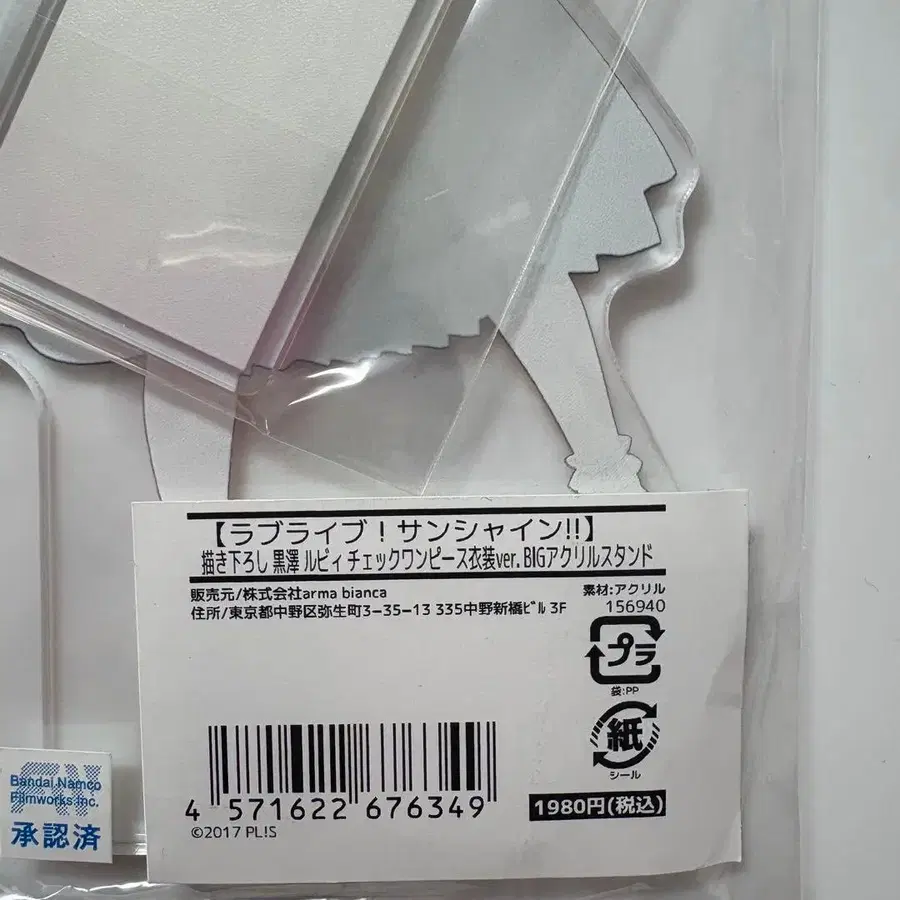 【ラブライブ！サンシャイン!!】
描き下ろし 黒澤 ルビィ チェックワンピース衣装ver. BIGアクリルスタンド
販売元/株式会社arma bianca
素材:アクリル
住所/東京都中野区弥生町3-35-13 335中野新橋ﾋﾞﾙ 3F
156940
プラ
袋:PP
紙
シール
4 571622 676349
1980円(税込)
©2017 PL!S
Bandai Namco
Filmworks Inc.
承認済